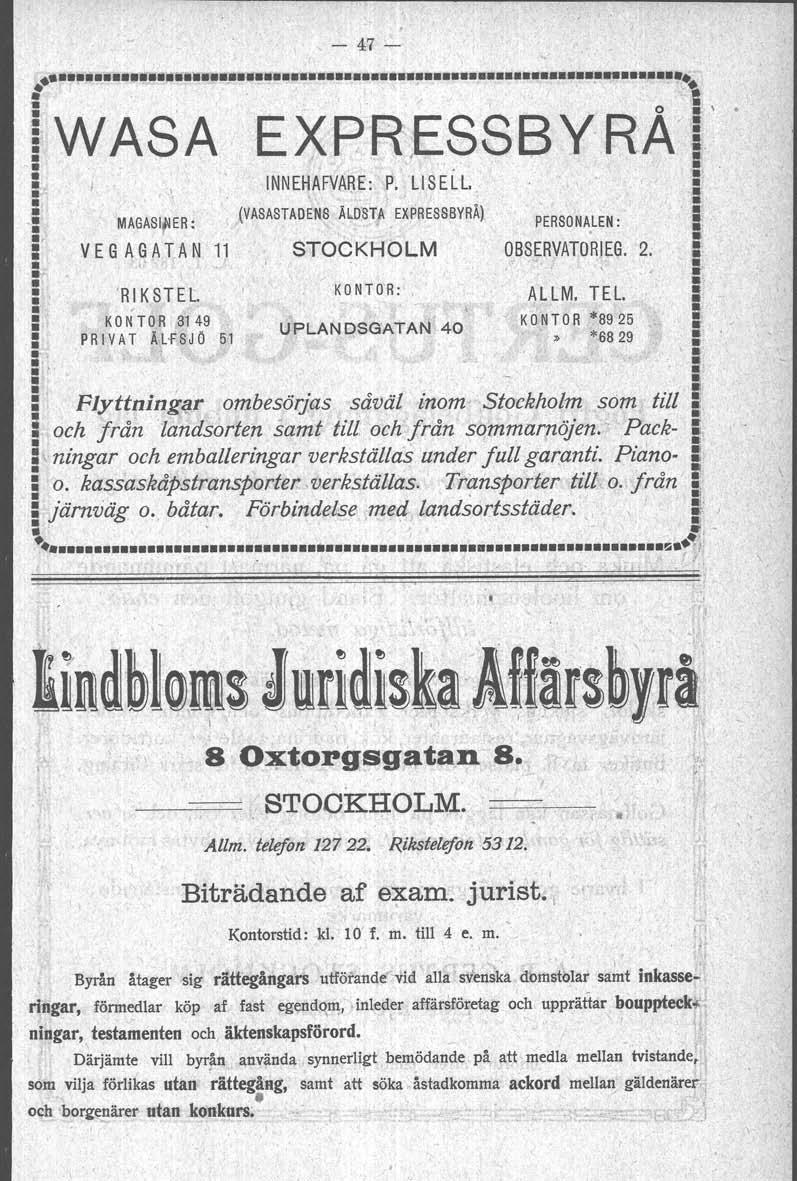 — 47 —
WASA EXPRESSBYRÅ
INNEHAFVARE: P. LISELL.
(VASASTADENS ÄLDSTA EXPRESSBYRÅ)
MAGASINER:
PERSONALEN:
VEGAGATAN 11 STOCKHOLM OBSERVATORIEG. 2.
RIKSTEL. KONTOR: ALLM. TEL.
KONTOR 31 49 UPLANDSGATAN 40 KONTOR *89 25
PRIVAT ÄLFSJÖ 51 » *68 29
Flyttningar ombesörjas såväl inom Stockholm som till
och från landsorten samt till och från sommarnöjen. Pack-
ningar och emballeringar verkställas under full garanti. Piano-
o. kassaskåpstransporter verkställas. Transporter till o. från
järnväg o. båtar. Förbindelse med landsortsstäder.
Lindbloms Juridiska Affärsbyrå
8 Oxtorgsgatan 8.
STOCKHOLM.
Allm. telefon 127 22. Rikstelefon 53 12.
Biträdande af exam. jurist.
Kontorstid: kl. 10 f. m. till 4 e. m.
Byrån åtager sig rättegångars utförande vid alla svenska domstolar samt inkasse-
ringar, förmedlar köp af fast egendom, inleder affärsföretag och upprättar bouppteck-
ningar, testamenten och äktenskapsförord.
Därjämte vill byrån använda synnerligt bemödande på att medla mellan tvistande,
som vilja förlikas utan rättegång, samt att söka åstadkomma ackord mellan gäldenärer
och borgenärer utan konkurs.